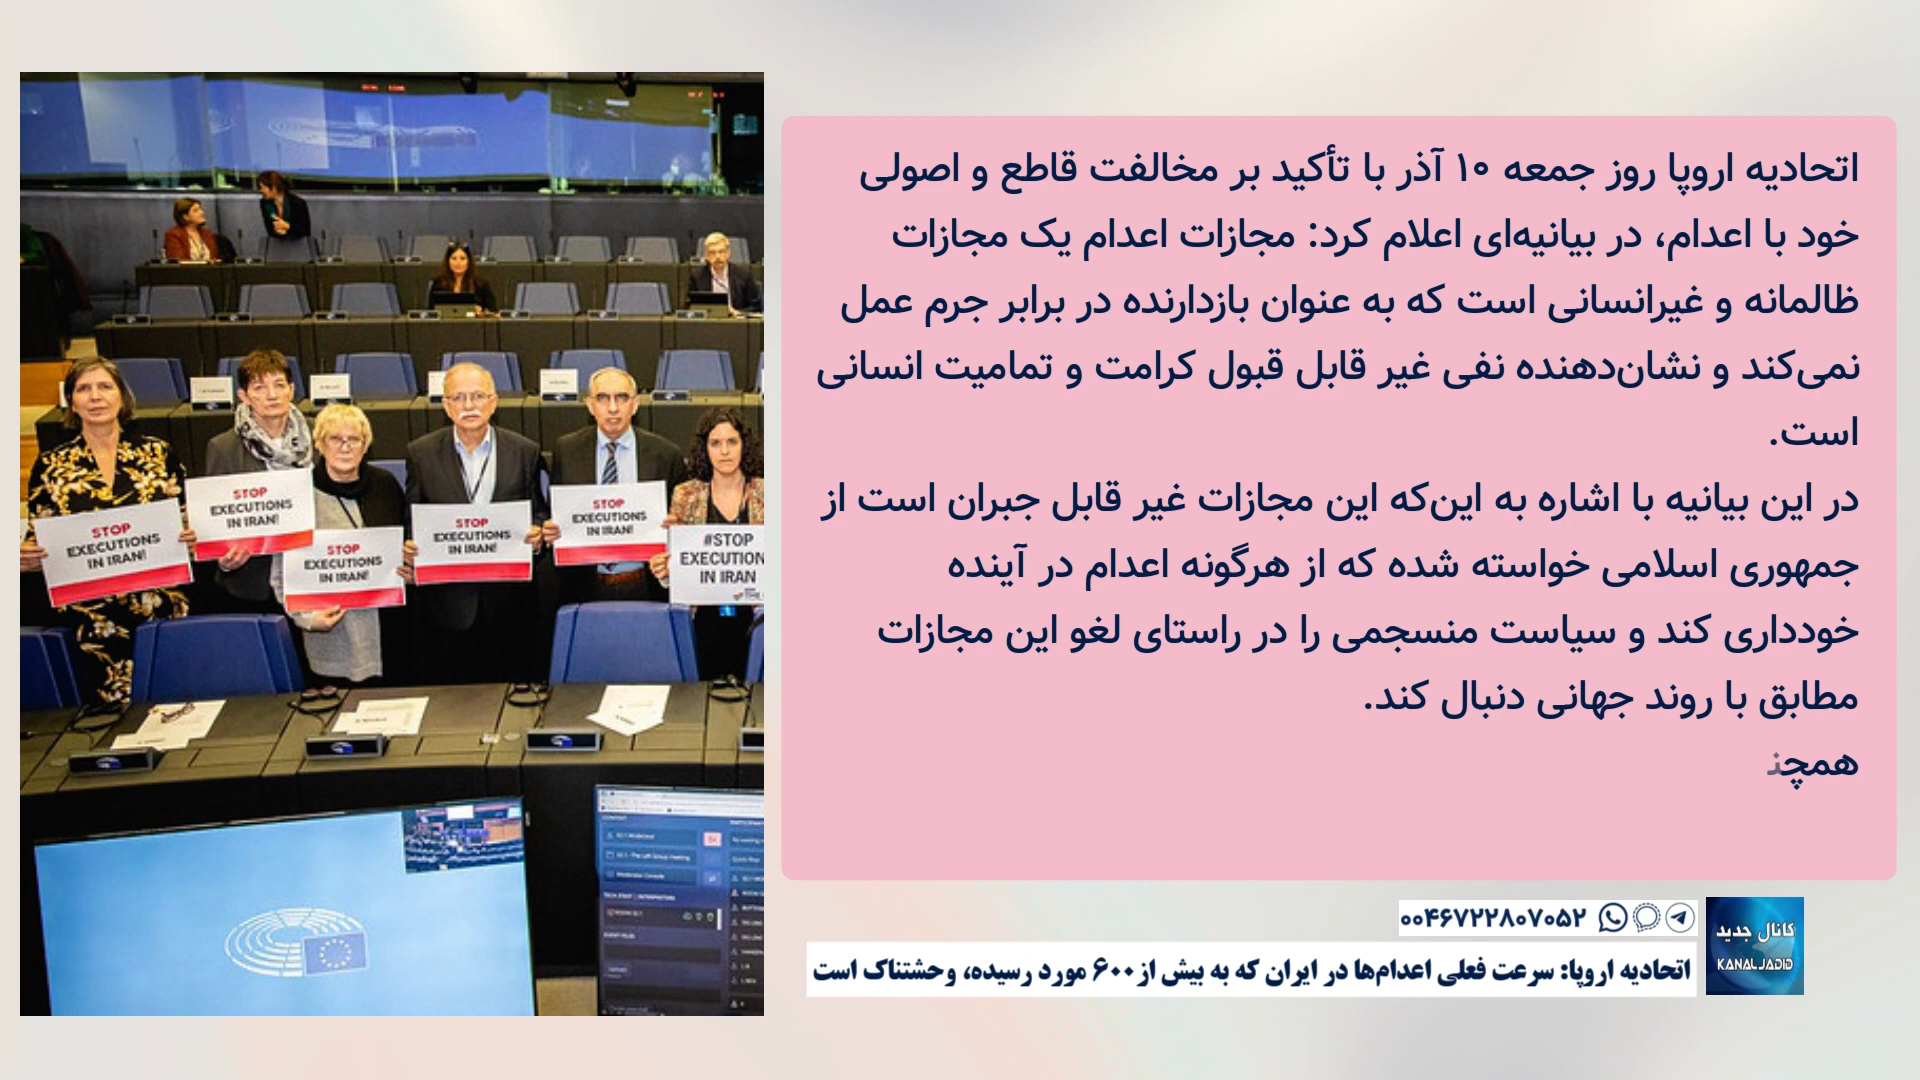 اتحادیه اروپا روز جمعه ۱۰ آذر با تأکید بر مخالفت قاطع و اصولی
خود با اعدام، در بیانیه‌ای اعلام کرد: مجازات اعدام یک مجازات
ظالمانه و غیرانسانی است که به عنوان بازدارنده در برابر جرم عمل
نمی‌کند و نشان‌دهنده نفی غیر قابل قبول کرامت و تمامیت انسانی
است.
در این بیانیه با اشاره به این‌که این مجازات غیر قابل جبران است از
جمهوری اسلامی خواسته شده که از هرگونه اعدام در آینده
خودداری کند و سیاست منسجمی را در راستای لغو این مجازات
مطابق با روند جهانی دنبال کند.
همچنـ
STOP
EXECUTIONS
IN IRAN!
STOP
EXECUTIONS
IN IRAN!
STOP
EXECUTIONS
IN IRAN!
STOP
EXECUTIONS
IN IRAN!
STOP
EXECUTIONS
IN IRAN!
#STOP
EXECUTION
IN IRAN
۰۰۴۶۷۲۲۸۰۷۰۵۲
کانال جدید
KANAL JADID
اتحادیه اروپا: سرعت فعلی اعدام‌ها در ایران که به بیش از ۶۰۰ مورد رسیده، وحشتناک است